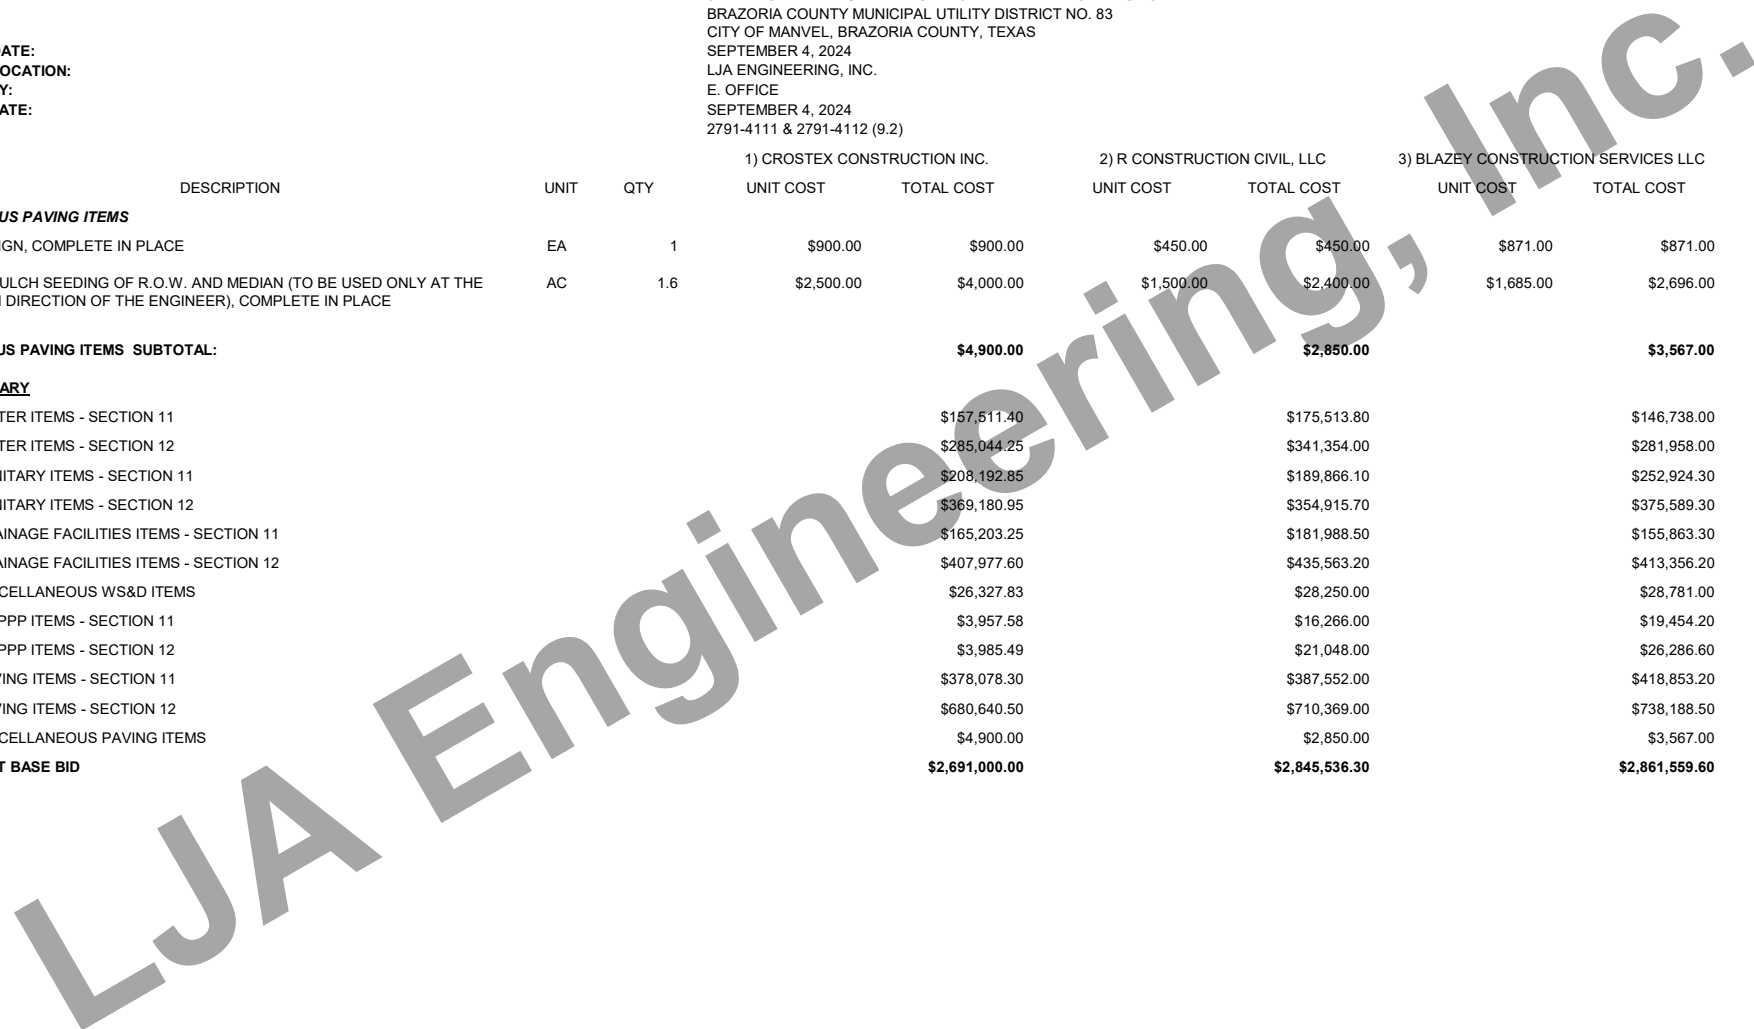 BRAZORIA COUNTY MUNICIPAL UTILITY DISTRICT NO. 83
CITY OF MANVEL, BRAZORIA COUNTY, TEXAS
ATE: SEPTEMBER 4, 2024
OCATION: LJA ENGINEERING, INC.
Y: E. OFFICE
ATE: SEPTEMBER 4, 2024
2791-4111 & 2791-4112 (9.2)
1) CROSTEX CONSTRUCTION INC. 2) R CONSTRUCTION CIVIL, LLC 3) BLAZEY CONSTRUCTION SERVICES LLC
DESCRIPTION UNIT QTY UNIT COST TOTAL COST UNIT COST TOTAL COST UNIT COST TOTAL COST
US PAVING ITEMS
IGN, COMPLETE IN PLACE EA 1 $900.00 $900.00 $450.00 $450.00 $871.00 $871.00
ULCH SEEDING OF R.O.W. AND MEDIAN (TO BE USED ONLY AT THE AC 1.6 $2,500.00 $4,000.00 $1,500.00 $2,400.00 $1,685.00 $2,696.00
DIRECTION OF THE ENGINEER), COMPLETE IN PLACE
US PAVING ITEMS SUBTOTAL: $4,900.00 $2,850.00 $3,567.00
ARY
TER ITEMS - SECTION 11 $157,511.40 $175,513.80 $146,738.00
TER ITEMS - SECTION 12 $285,044.25 $341,354.00 $281,958.00
NITARY ITEMS - SECTION 11 $208,192.85 $189,866.10 $252,924.30
NITARY ITEMS - SECTION 12 $369,180.95 $354,915.70 $375,589.30
AINAGE FACILITIES ITEMS - SECTION 11 $165,203.25 $181,988.50 $155,863.30
AINAGE FACILITIES ITEMS - SECTION 12 $407,977.60 $435,563.20 $413,356.20
CELLANEOUS WS&D ITEMS $26,327.83 $28,250.00 $28,781.00
PPP ITEMS - SECTION 11 $3,957.58 $16,266.00 $19,454.20
PPP ITEMS - SECTION 12 $3,985.49 $21,048.00 $26,286.60
VING ITEMS - SECTION 11 $378,078.30 $387,552.00 $418,853.20
VING ITEMS - SECTION 12 $680,640.50 $710,369.00 $738,188.50
CELLANEOUS PAVING ITEMS $4,900.00 $2,850.00 $3,567.00
T BASE BID $2,691,000.00 $2,845,536.30 $2,861,559.60
LJA Engineering, Inc.